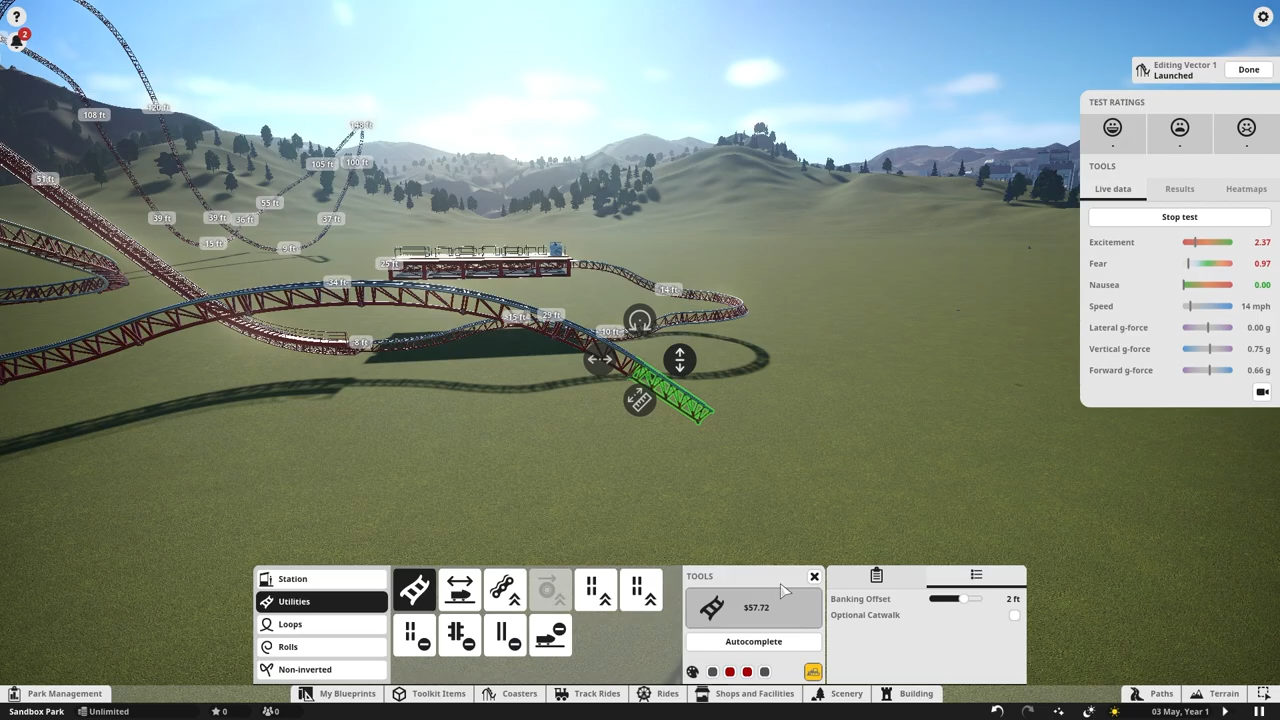 ?
2
Editing Vector 1
Launched
Done
TEST RATINGS
- - -
TOOLS
Live data Results Heatmaps
Stop test
Excitement 2.37
Fear 0.97
Nausea 0.00
Speed 14 mph
Lateral g-force 0.00 g
Vertical g-force 0.75 g
Forward g-force 0.66 g
108 ft
120 ft
148 ft
105 ft
100 ft
51 ft
55 ft
39 ft
39 ft
36 ft
37 ft
15 ft
9 ft
25 ft
34 ft
14 ft
15 ft
29 ft
10 ft
8 ft
Station
Utilities
Loops
Rolls
Non-inverted
TOOLS
$57.72
Autocomplete
Banking Offset 2 ft
Optional Catwalk
Park Management My Blueprints Toolkit Items Coasters Track Rides Rides Shops and Facilities Scenery Building Paths Terrain
Sandbox Park Unlimited 0 0 03 May, Year 1